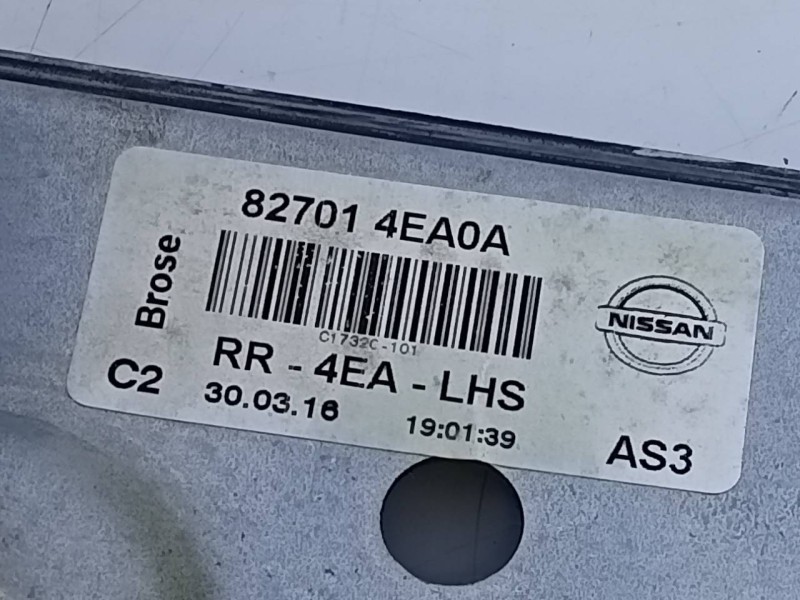 82701 4EA0A
Brose
NISSAN
C1732C-101
RR - 4EA - LHS
C2
30.03.16
19:01:39
AS3